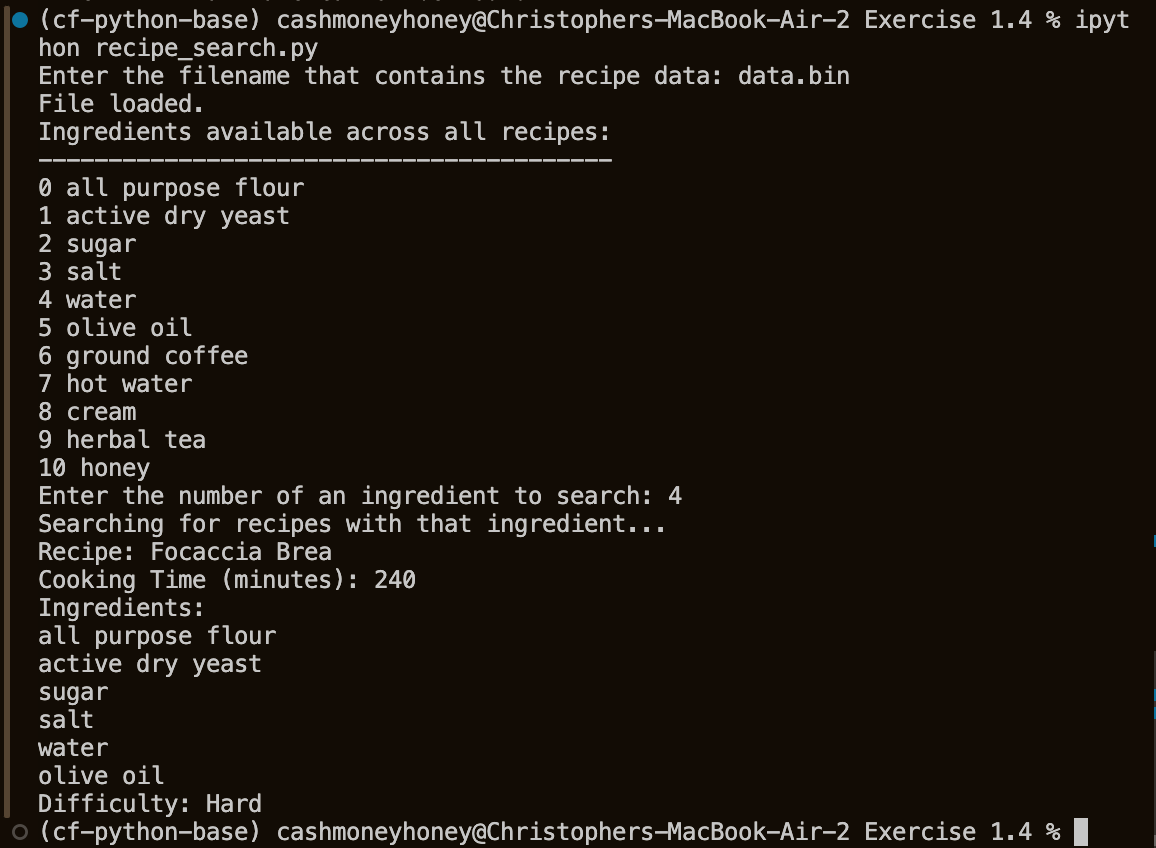 (cf-python-base) cashmoneyhoney@Christophers-MacBook-Air-2 Exercise 1.4 % ipyt
hon recipe_search.py
Enter the filename that contains the recipe data: data.bin
File loaded.
Ingredients available across all recipes:
-----------------------------------------
0 all purpose flour
1 active dry yeast
2 sugar
3 salt
4 water
5 olive oil
6 ground coffee
7 hot water
8 cream
9 herbal tea
10 honey
Enter the number of an ingredient to search: 4
Searching for recipes with that ingredient...
Recipe: Focaccia Brea
Cooking Time (minutes): 240
Ingredients:
all purpose flour
active dry yeast
sugar
salt
water
olive oil
Difficulty: Hard
(cf-python-base) cashmoneyhoney@Christophers-MacBook-Air-2 Exercise 1.4 %